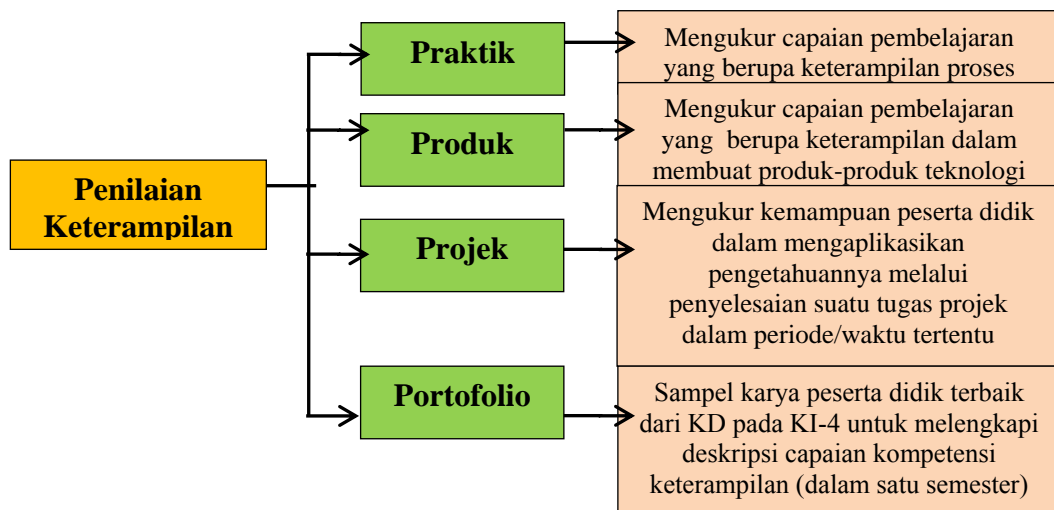 Penilaian
Keterampilan
Praktik
Mengukur capaian pembelajaran
yang berupa keterampilan proses
Produk
Mengukur capaian pembelajaran
yang berupa keterampilan dalam
membuat produk-produk teknologi
Projek
Mengukur kemampuan peserta didik
dalam mengaplikasikan
pengetahuannya melalui
penyelesaian suatu tugas projek
dalam periode/waktu tertentu
Portofolio
Sampel karya peserta didik terbaik
dari KD pada KI-4 untuk melengkapi
deskripsi capaian kompetensi
keterampilan (dalam satu semester)